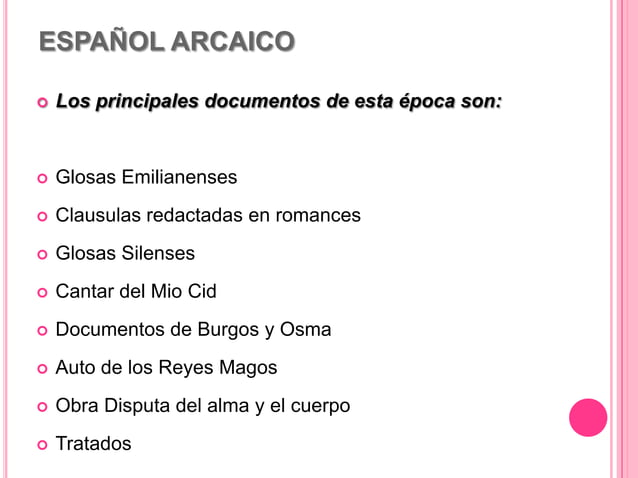 ESPAÑOL ARCAICO
Los principales documentos de esta época son:
Glosas Emilianenses
Clausulas redactadas en romances
Glosas Silenses
Cantar del Mio Cid
Documentos de Burgos y Osma
Auto de los Reyes Magos
Obra Disputa del alma y el cuerpo
Tratados